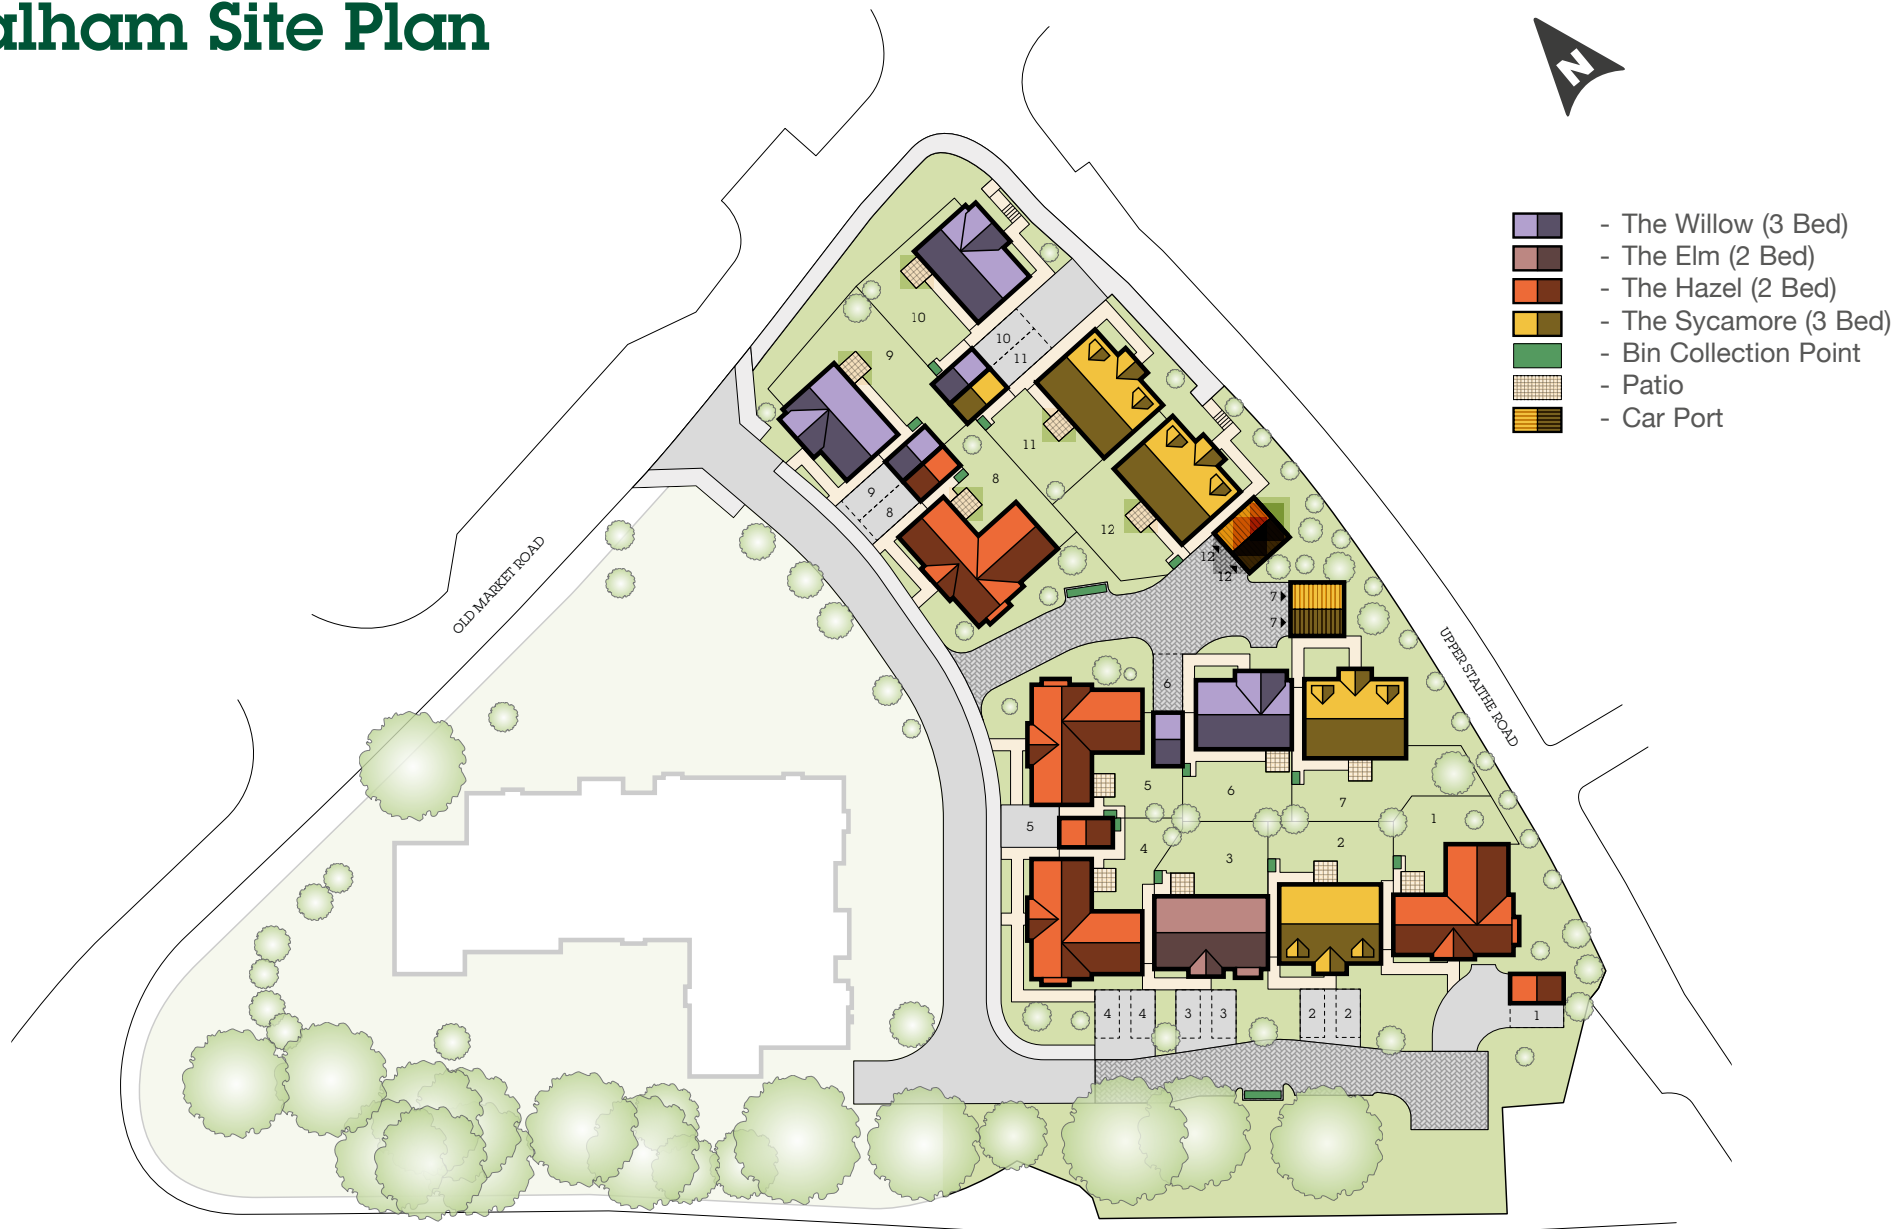 alham Site Plan
N
- The Willow (3 Bed)
- The Elm (2 Bed)
- The Hazel (2 Bed)
- The Sycamore (3 Bed)
- Bin Collection Point
- Patio
- Car Port
OLD MARKET ROAD
UPPER STAITHE ROAD
10
9
10
11
11
8
9
8
12
12
12
7
7
6
5
6
7
5
4
3
2
1
4
4
3
3
2
2
1